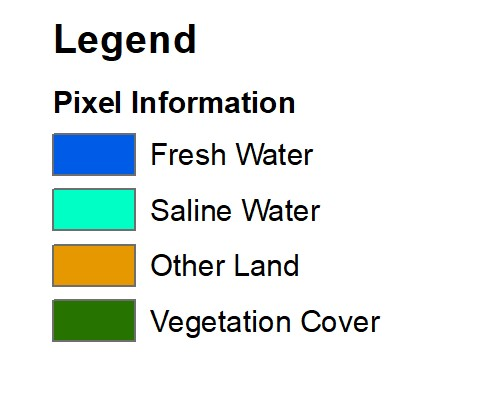 Legend
Pixel Information
Fresh Water
Saline Water
Other Land
Vegetation Cover